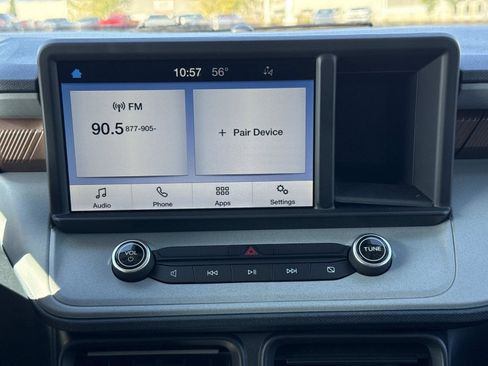 10:57 56°
FM
90.5 877-905-
+ Pair Device
Audio Phone Apps Settings
VOL TUNE